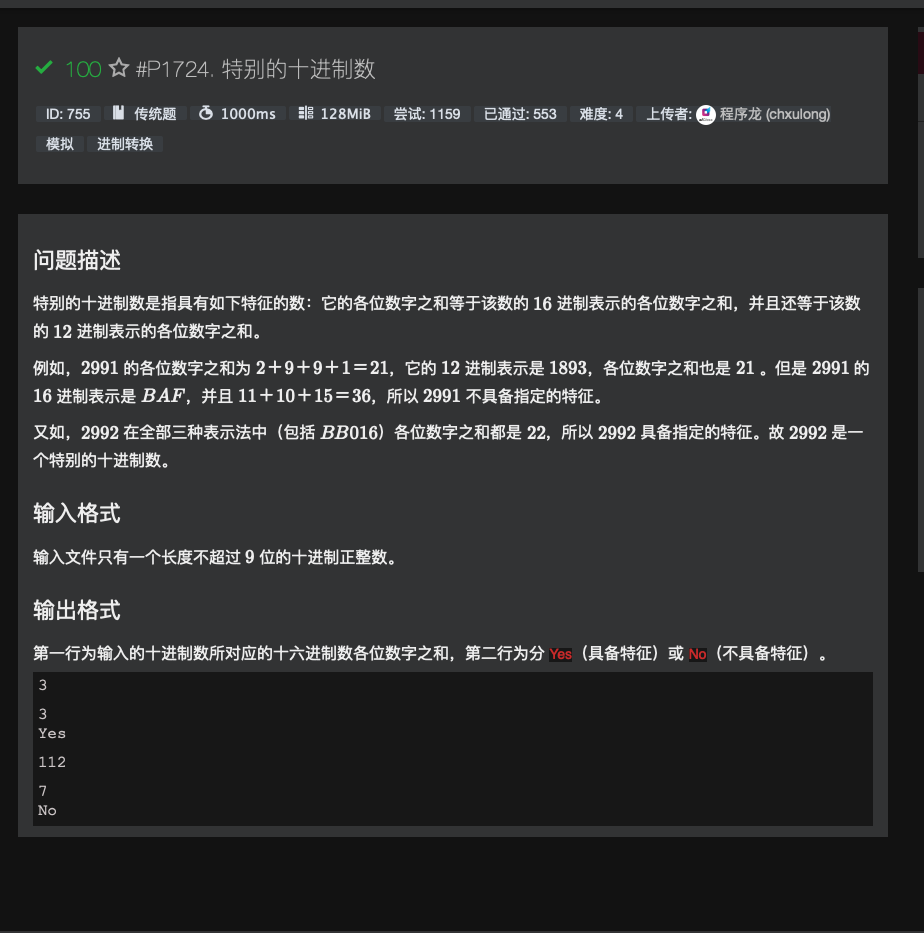 100 #P1724. 特别的十进制数
ID: 755 传统题 1000ms 128MiB 尝试: 1159 已通过: 553 难度: 4 上传者: 程序龙 (chxulong)
模拟 进制转换
问题描述
特别的十进制数是指具有如下特征的数：它的各位数字之和等于该数的 16 进制表示的各位数字之和，并且还等于该数
的 12 进制表示的各位数字之和。
例如，2991 的各位数字之和为 2+9+9+1=21，它的 12 进制表示是 1893，各位数字之和也是 21 。但是 2991 的
16 进制表示是 BAF，并且 11+10+15=36，所以 2991 不具备指定的特征。
又如，2992 在全部三种表示法中（包括 BB016）各位数字之和都是 22，所以 2992 具备指定的特征。故 2992 是一
个特别的十进制数。
输入格式
输入文件只有一个长度不超过 9 位的十进制正整数。
输出格式
第一行为输入的十进制数所对应的十六进制数各位数字之和，第二行为分 Yes（具备特征）或 No（不具备特征）。
3
3
Yes
112
7
No